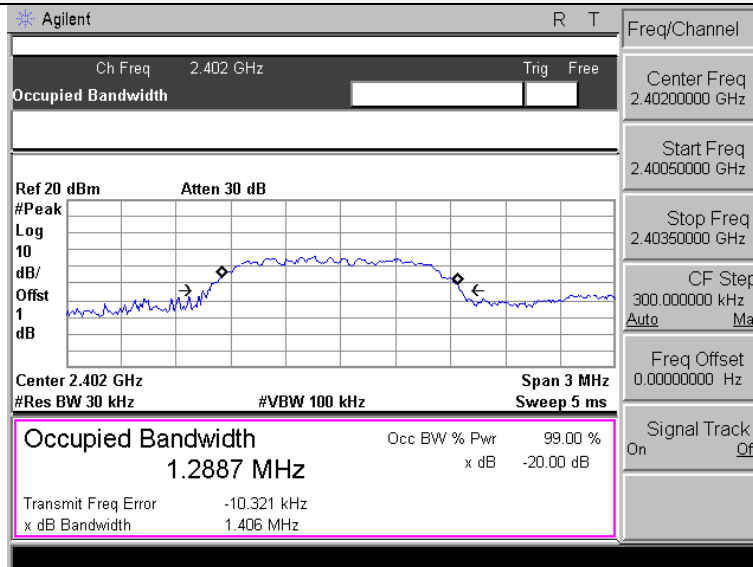 Agilent R T
Ch Freq 2.402 GHz Trig Free
Occupied Bandwidth
Ref 20 dBm Atten 30 dB
#Peak
Log
10
dB/
Offst
1
dB
Center 2.402 GHz Span 3 MHz
#Res BW 30 kHz #VBW 100 kHz Sweep 5 ms
Occupied Bandwidth Occ BW % Pwr 99.00 %
1.2887 MHz x dB -20.00 dB
Transmit Freq Error -10.321 kHz
x dB Bandwidth 1.406 MHz
Freq/Channel
Center Freq
2.40200000 GHz
Start Freq
2.40050000 GHz
Stop Freq
2.40350000 GHz
CF Step
300.000000 kHz
Auto Ma
Freq Offset
0.00000000 Hz
Signal Track
On Of